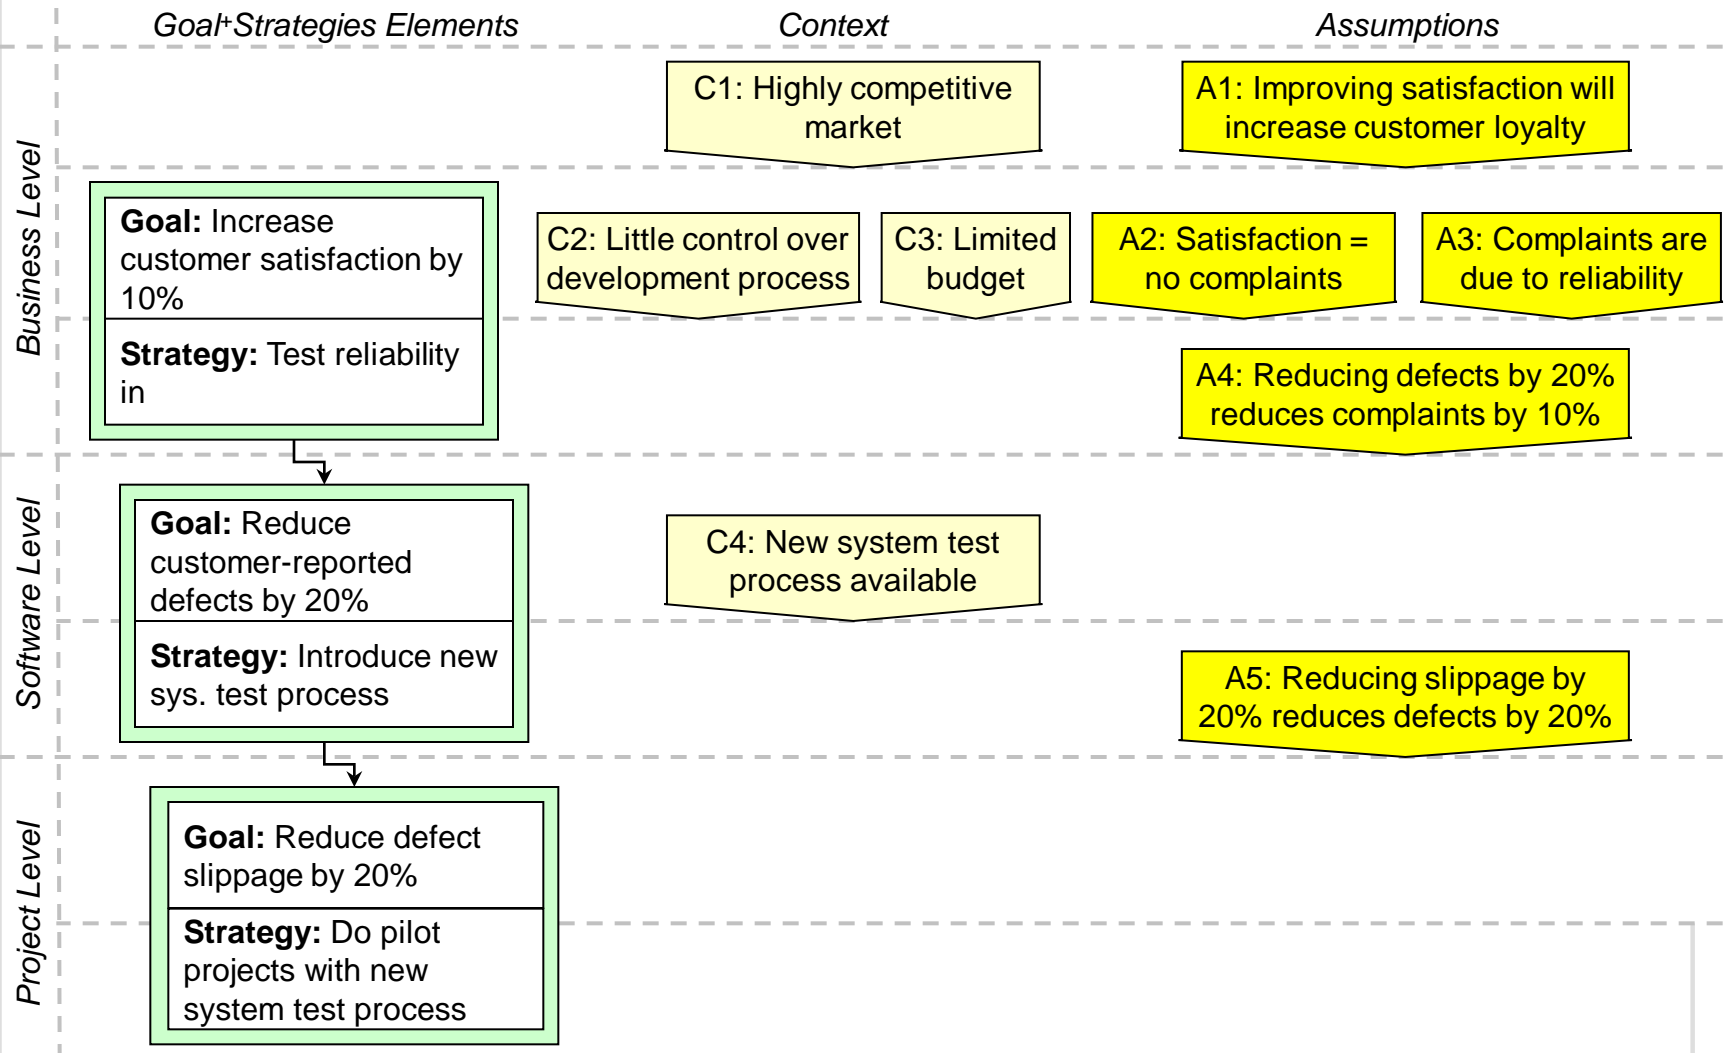 Goal+Strategies Elements
Context
Assumptions
Business Level
C1: Highly competitive
market
A1: Improving satisfaction will
increase customer loyalty
Goal: Increase
customer satisfaction by
10%
C2: Little control over
development process
C3: Limited
budget
A2: Satisfaction =
no complaints
A3: Complaints are
due to reliability
Strategy: Test reliability
in
A4: Reducing defects by 20%
reduces complaints by 10%
Software Level
Goal: Reduce
customer-reported
defects by 20%
C4: New system test
process available
Strategy: Introduce new
sys. test process
A5: Reducing slippage by
20% reduces defects by 20%
Project Level
Goal: Reduce defect
slippage by 20%
Strategy: Do pilot
projects with new
system test process